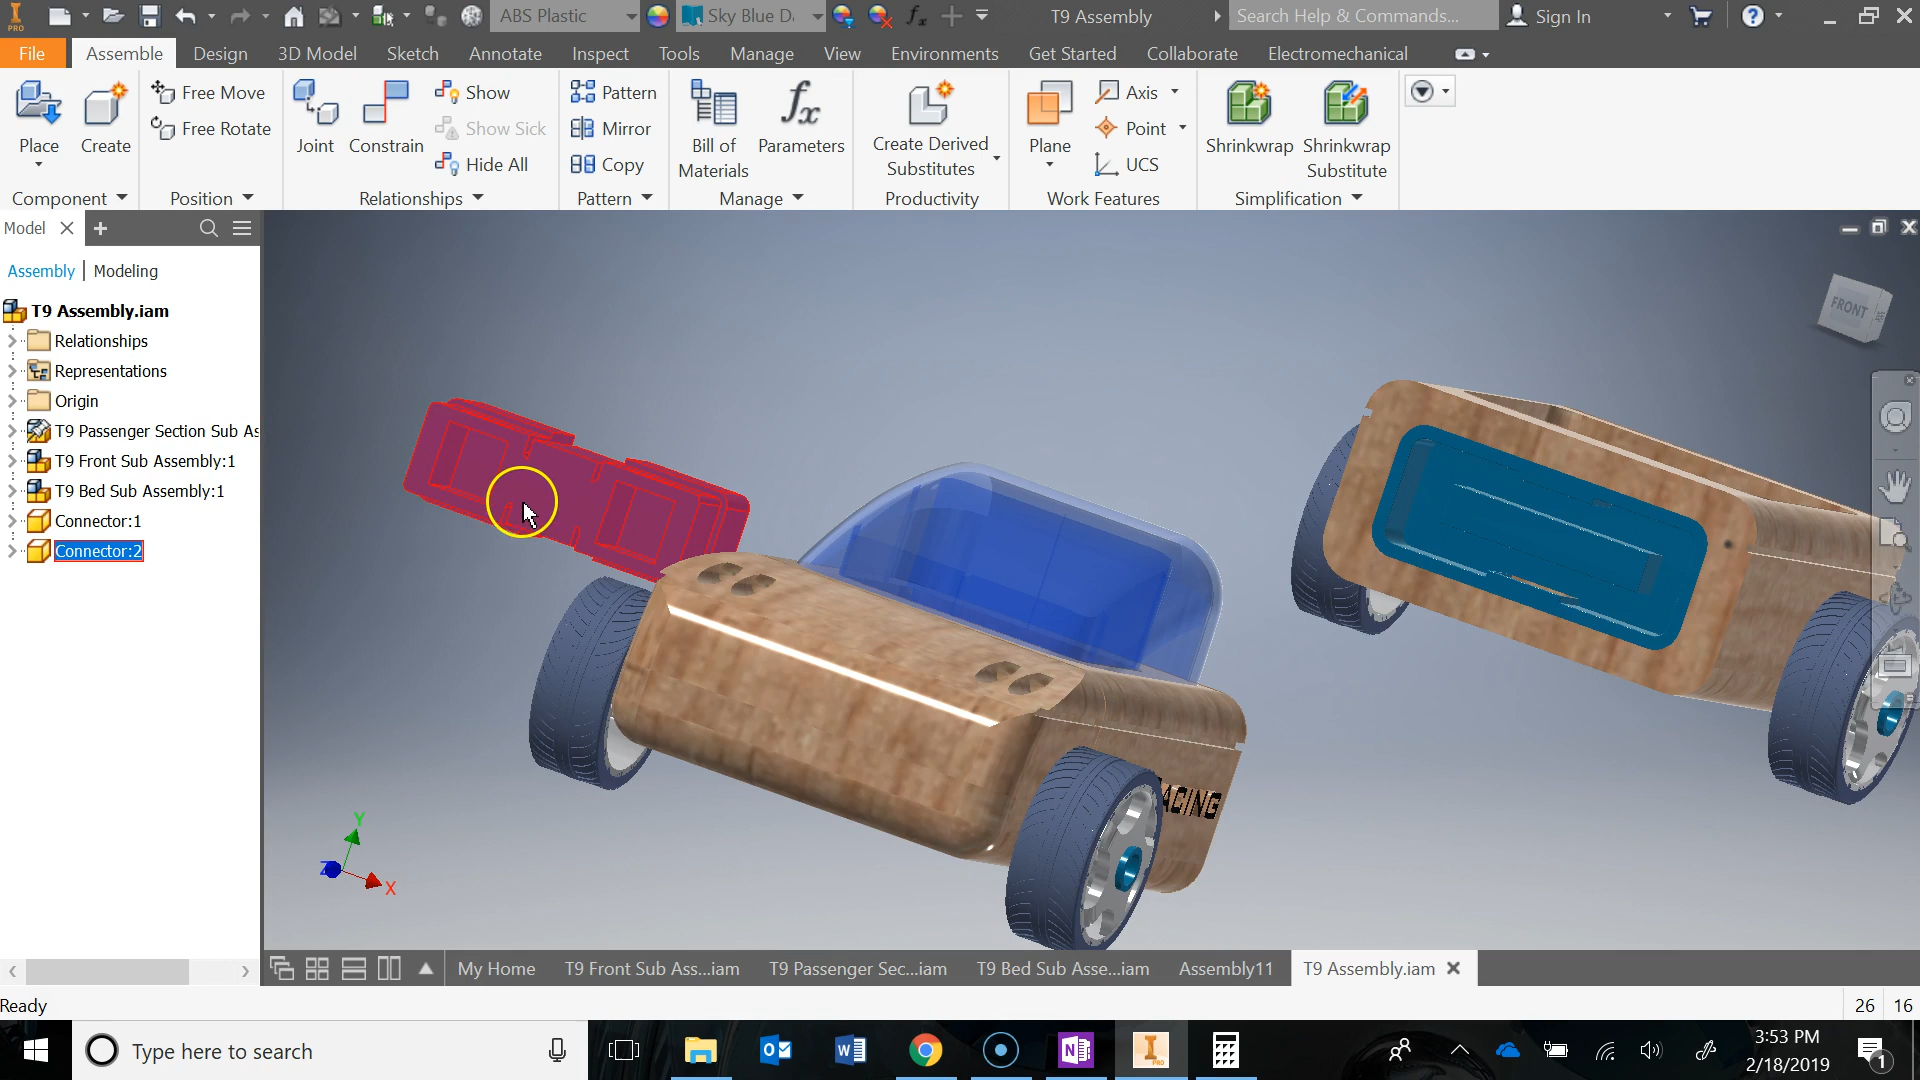 PRO
ABS Plastic
Sky Blue D
T9 Assembly
Search Help & Commands...
Sign In
File
Assemble
Design
3D Model
Sketch
Annotate
Inspect
Tools
Manage
View
Environments
Get Started
Collaborate
Electromechanical
Place
Create
Free Move
Free Rotate
Joint
Constrain
Show
Show Sick
Hide All
Pattern
Mirror
Copy
Bill of
Materials
Parameters
Create Derived
Substitutes
Plane
Axis
Point
UCS
Shrinkwrap
Shrinkwrap
Substitute
Component
Position
Relationships
Pattern
Manage
Productivity
Work Features
Simplification
Model
Assembly | Modeling
T9 Assembly.iam
Relationships
Representations
Origin
T9 Passenger Section Sub As
T9 Front Sub Assembly:1
T9 Bed Sub Assembly:1
Connector:1
Connector:2
FRONT
ACING
Y
Z
X
My Home
T9 Front Sub Ass...iam
T9 Passenger Sec...iam
T9 Bed Sub Asse...iam
Assembly11
T9 Assembly.iam
Ready
26
16
Type here to search
3:53 PM
2/18/2019
1